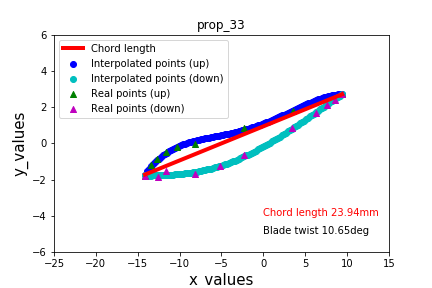 prop_33
Chord length
Interpolated points (up)
Interpolated points (down)
Real points (up)
Real points (down)
6
4
2
0
−2
−4
−6
y_values
Chord length 23.94mm
Blade twist 10.65deg
−25 −20 −15 −10 −5 0 5 10 15
x_values